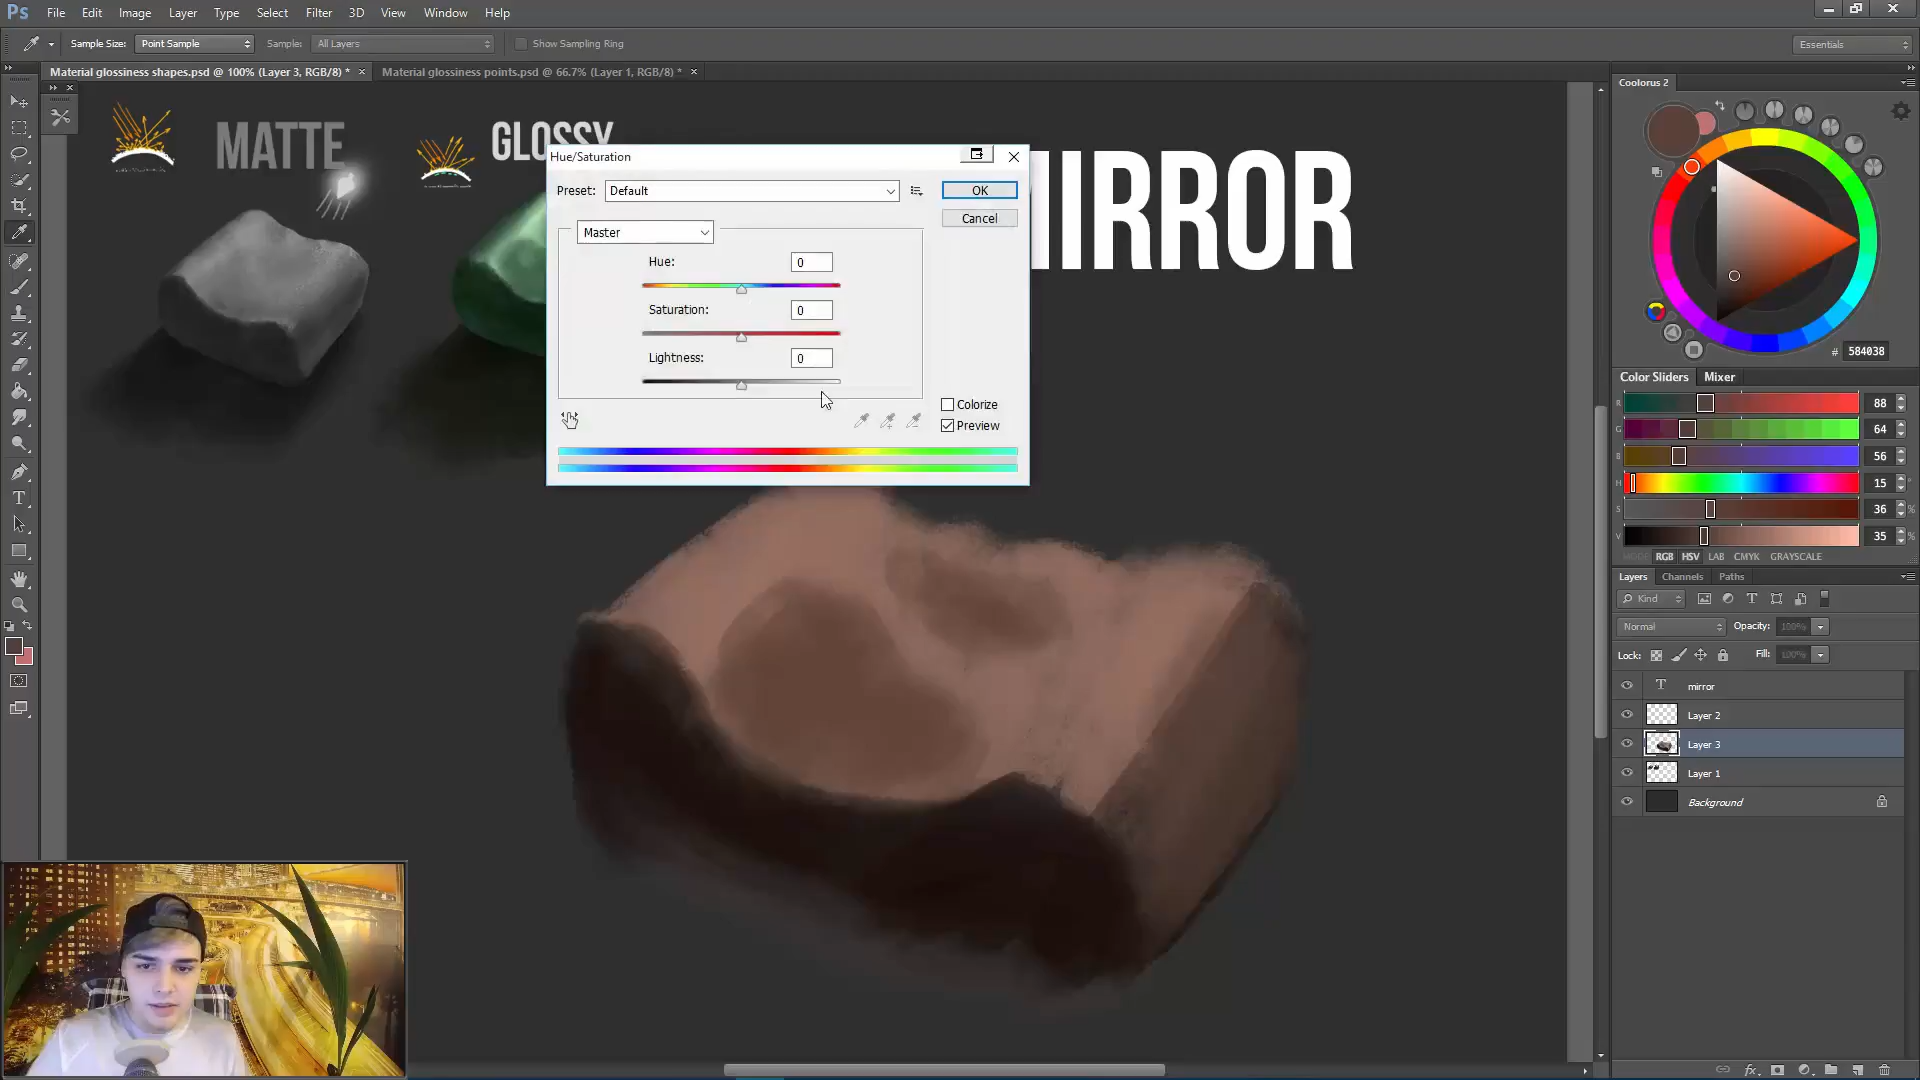 Ps File Edit Image Layer Type Select Filter 3D View Window Help
Sample Size: Point Sample Sample: All Layers Show Sampling Ring Essentials
Material glossiness shapes.psd @ 100% (Layer 3, RGB/8) * Material glossiness points.psd @ 66.7% (Layer 1, RGB/8) *
MATTE
GLOSSY
MIRROR
Hue/Saturation
Preset: Default OK
Cancel
Master
Hue: 0
Saturation: 0
Lightness: 0
Colorize
Preview
Coolorus 2
# 584038
Color Sliders Mixer
R 88
G 64
B 56
H 15 °
S 36 %
V 35 %
RGB HSV LAB CMYK GRAYSCALE
Layers Channels Paths
Kind
Normal Opacity: 100%
Lock: Fill: 100%
T mirror
Layer 2
Layer 3
Layer 1
Background
fx